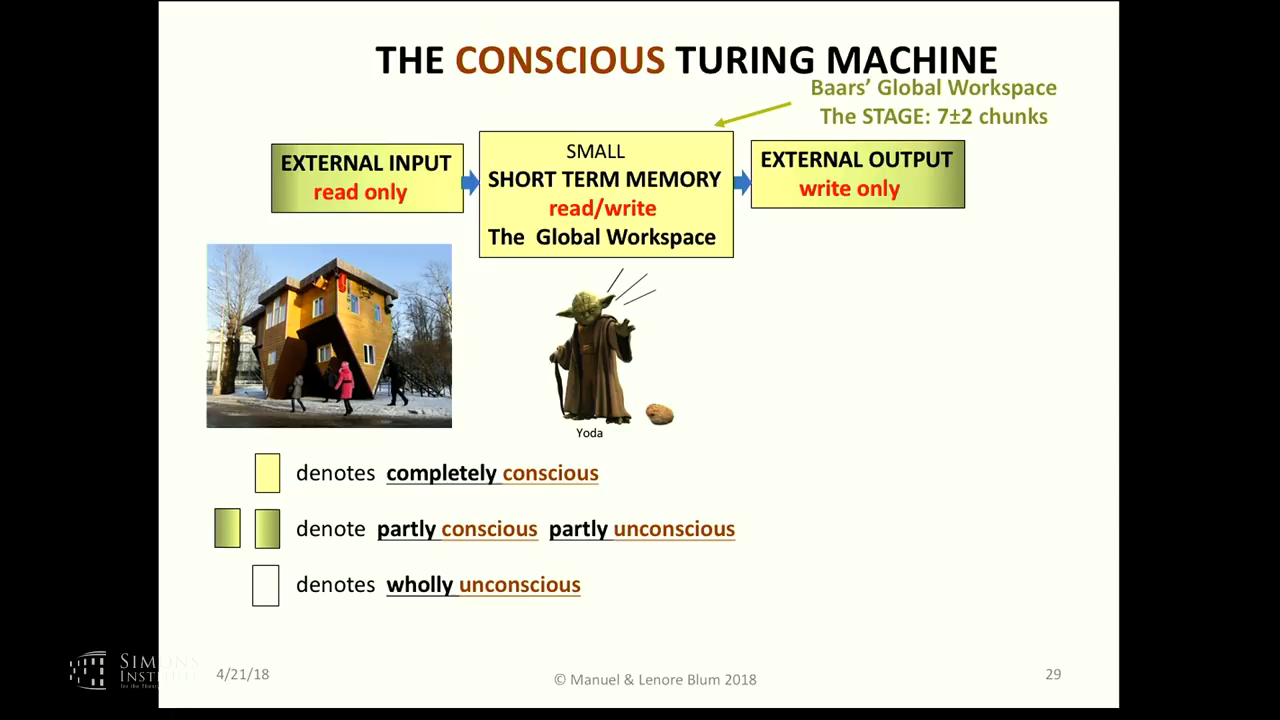 THE CONSCIOUS TURING MACHINE
Baars’ Global Workspace
The STAGE: 7±2 chunks
EXTERNAL INPUT
read only
SMALL
SHORT TERM MEMORY
read/write
The Global Workspace
EXTERNAL OUTPUT
write only
Yoda
denotes completely conscious
denote partly conscious partly unconscious
denotes wholly unconscious
SIMONS
INSTITUTE
4/21/18
© Manuel & Lenore Blum 2018
29